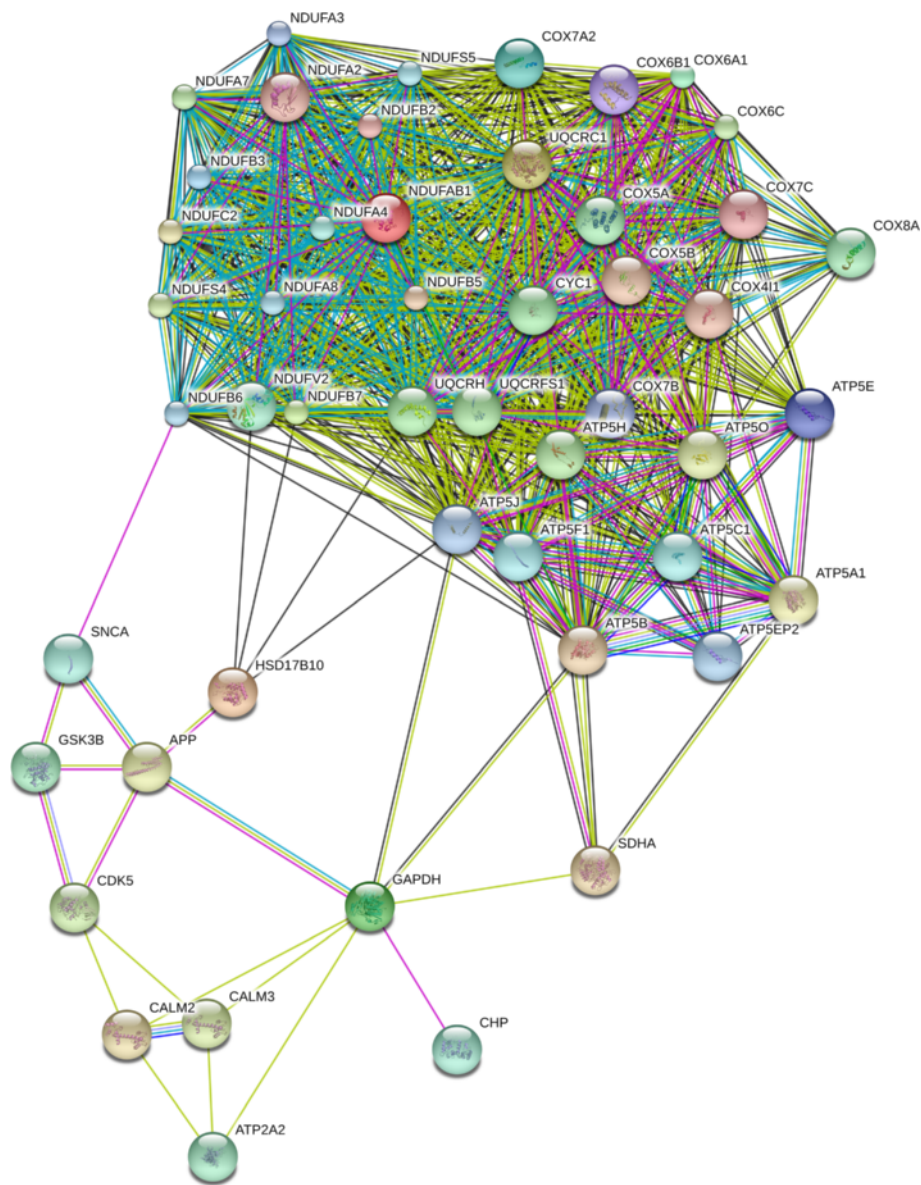 NDUFA3
COX7A2
NDUFA2
NDUFS5
COX6B1
COX6A1
NDUFA7
NDUFB2
COX6C
UQCRC1
NDUFB3
NDUFAB1
COX5A
COX7C
NDUFC2
NDUFA4
COX8A
COX5B
NDUFS4
NDUFA8
NDUFB5
CYC1
COX4I1
NDUFB6
NDUFV2
NDUFB7
UQCRH
UQCRFS1
COX7B
ATP5E
ATP5H
ATP5O
ATP5J
ATP5F1
ATP5C1
ATP5A1
ATP5B
ATP5EP2
SNCA
HSD17B10
GSK3B
APP
SDHA
CDK5
GAPDH
CALM2
CALM3
CHP
ATP2A2